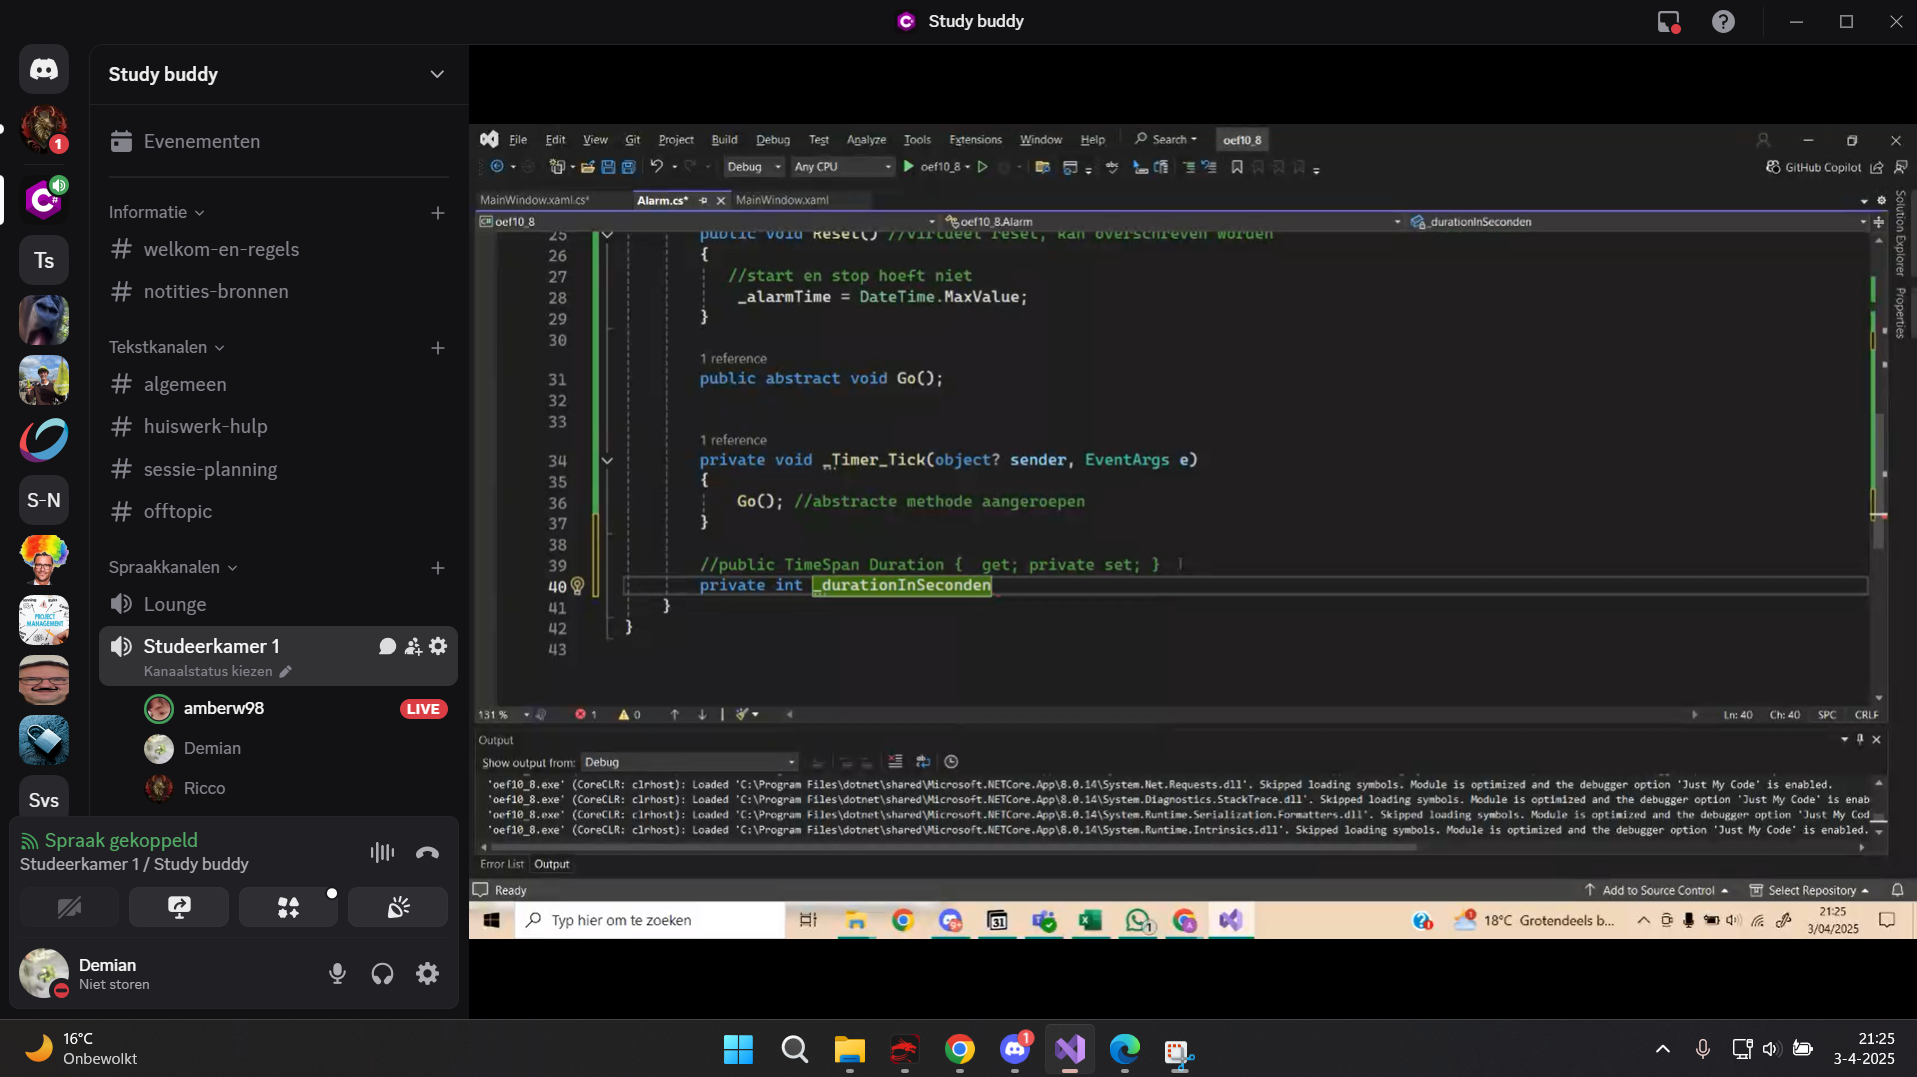 Study buddy
Study buddy
1
Evenementen
Informatie
welkom-en-regels
notities-bronnen
Tekstkanalen
algemeen
huiswerk-hulp
sessie-planning
offtopic
Spraakkanalen
Lounge
Studeerkamer 1
Kanaalstatus kiezen
amberw98
LIVE
Demian
Ricco
Ts
S-N
PROJECT
MANAGEMENT
Svs
Spraak gekoppeld
Studeerkamer 1 / Study buddy
Demian
Niet storen
File Edit View Git Project Build Debug Test Analyze Tools Extensions Window Help Search oef10_8
Debug Any CPU oef10_8 GitHub Copilot
MainWindow.xaml.cs* Alarm.cs* MainWindow.xaml
oef10_8 oef10_8.Alarm _durationInSeconden
Solution Explorer
Properties
25 public void Reset() //virtueel reset, kan overschreven worden
26 {
27 //start en stop hoeft niet
28 _alarmTime = DateTime.MaxValue;
29 }
30
1 reference
31 public abstract void Go();
32
33
1 reference
34 private void _Timer_Tick(object? sender, EventArgs e)
35 {
36 Go(); //abstracte methode aangeroepen
37 }
38
39 //public TimeSpan Duration { get; private set; }
40 private int _durationInSeconden
41 }
42 }
43
131 % 1 0 Ln: 40 Ch: 40 SPC CRLF
Output
Show output from: Debug
'oef10_8.exe' (CoreCLR: clrhost): Loaded 'C:\Program Files\dotnet\shared\Microsoft.NETCore.App\8.0.14\System.Net.Requests.dll'. Skipped loading symbols. Module is optimized and the debugger option 'Just My Code' is enabled.
'oef10_8.exe' (CoreCLR: clrhost): Loaded 'C:\Program Files\dotnet\shared\Microsoft.NETCore.App\8.0.14\System.Diagnostics.StackTrace.dll'. Skipped loading symbols. Module is optimized and the debugger option 'Just My Code' is enab
'oef10_8.exe' (CoreCLR: clrhost): Loaded 'C:\Program Files\dotnet\shared\Microsoft.NETCore.App\8.0.14\System.Runtime.Serialization.Formatters.dll'. Skipped loading symbols. Module is optimized and the debugger option 'Just My Cod
'oef10_8.exe' (CoreCLR: clrhost): Loaded 'C:\Program Files\dotnet\shared\Microsoft.NETCore.App\8.0.14\System.Runtime.Intrinsics.dll'. Skipped loading symbols. Module is optimized and the debugger option 'Just My Code' is enabled.
Error List Output
Ready Add to Source Control Select Repository
Typ hier om te zoeken 31 1 18°C Grotendeels b... 21:25
3/04/2025
16°C
Onbewolkt
1
21:25
3-4-2025